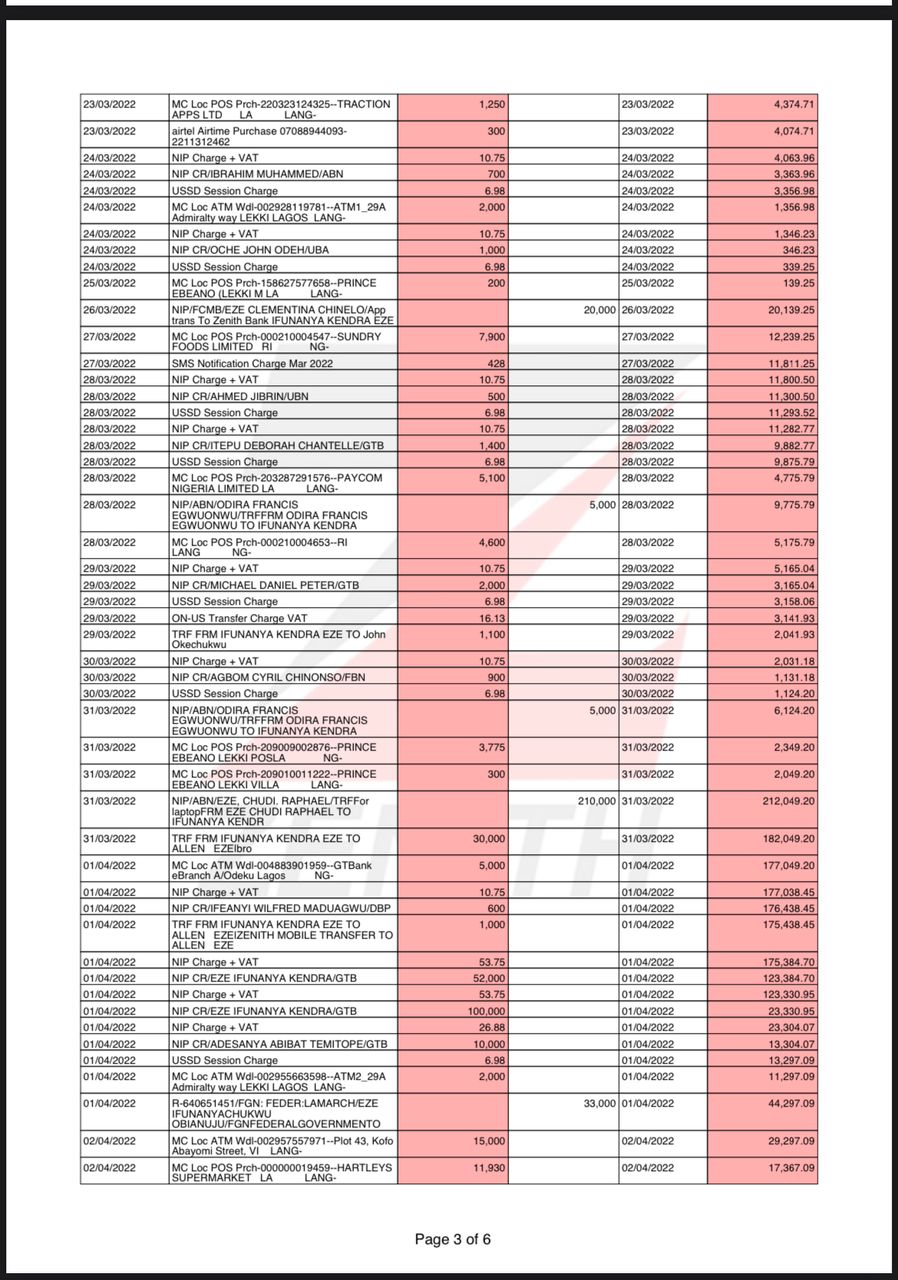 23/03/2022 MC Loc POS Prch-220323124325--TRACTION 1,250 23/03/2022 4,374.71
APPS LTD LA LANG-
23/03/2022 airtel Airtime Purchase 07088944093- 300 23/03/2022 4,074.71
2211312462
24/03/2022 NIP Charge + VAT 10.75 24/03/2022 4,063.96
24/03/2022 NIP CR/IBRAHIM MUHAMMED/ABN 700 24/03/2022 3,363.96
24/03/2022 USSD Session Charge 6.98 24/03/2022 3,356.98
24/03/2022 MC Loc ATM Wdl-002928119781--ATM1_29A 2,000 24/03/2022 1,356.98
Admiralty way LEKKI LAGOS LANG-
24/03/2022 NIP Charge + VAT 10.75 24/03/2022 1,346.23
24/03/2022 NIP CR/OCHE JOHN ODEH/UBA 1,000 24/03/2022 346.23
24/03/2022 USSD Session Charge 6.98 24/03/2022 339.25
25/03/2022 MC Loc POS Prch-158627577658--PRINCE 200 25/03/2022 139.25
EBEANO (LEKKI M LA LANG-
26/03/2022 NIP/FCMB/EZE CLEMENTINA CHINELO/App 20,000 26/03/2022 20,139.25
trans To Zenith Bank IFUNANYA KENDRA EZE
27/03/2022 MC Loc POS Prch-000210004547--SUNDRY 7,900 27/03/2022 12,239.25
FOODS LIMITED RI NG-
27/03/2022 SMS Notification Charge Mar 2022 428 27/03/2022 11,811.25
28/03/2022 NIP Charge + VAT 10.75 28/03/2022 11,800.50
28/03/2022 NIP CR/AHMED JIBRIN/UBN 500 28/03/2022 11,300.50
28/03/2022 USSD Session Charge 6.98 28/03/2022 11,293.52
28/03/2022 NIP Charge + VAT 10.75 28/03/2022 11,282.77
28/03/2022 NIP CR/ITEPU DEBORAH CHANTELLE/GTB 1,400 28/03/2022 9,882.77
28/03/2022 USSD Session Charge 6.98 28/03/2022 9,875.79
28/03/2022 MC Loc POS Prch-203287291576--PAYCOM 5,100 28/03/2022 4,775.79
NIGERIA LIMITED LA LANG-
28/03/2022 NIP/ABN/ODIRA FRANCIS 5,000 28/03/2022 9,775.79
EGWUONWU/TRFFRM ODIRA FRANCIS
EGWUONWU TO IFUNANYA KENDRA
28/03/2022 MC Loc POS Prch-000210004653--RI 4,600 28/03/2022 5,175.79
LANG NG-
29/03/2022 NIP Charge + VAT 10.75 29/03/2022 5,165.04
29/03/2022 NIP CR/MICHAEL DANIEL PETER/GTB 2,000 29/03/2022 3,165.04
29/03/2022 USSD Session Charge 6.98 29/03/2022 3,158.06
29/03/2022 ON-US Transfer Charge VAT 16.13 29/03/2022 3,141.93
29/03/2022 TRF FRM IFUNANYA KENDRA EZE TO John 1,100 29/03/2022 2,041.93
Okechukwu
30/03/2022 NIP Charge + VAT 10.75 30/03/2022 2,031.18
30/03/2022 NIP CR/AGBOM CYRIL CHINONSO/FBN 900 30/03/2022 1,131.18
30/03/2022 USSD Session Charge 6.98 30/03/2022 1,124.20
31/03/2022 NIP/ABN/ODIRA FRANCIS 5,000 31/03/2022 6,124.20
EGWUONWU/TRFFRM ODIRA FRANCIS
EGWUONWU TO IFUNANYA KENDRA
31/03/2022 MC Loc POS Prch-209009002876--PRINCE 3,775 31/03/2022 2,349.20
EBEANO LEKKI POSLA NG-
31/03/2022 MC Loc POS Prch-209010011222--PRINCE 300 31/03/2022 2,049.20
EBEANO LEKKI VILLA LANG-
31/03/2022 NIP/ABN/EZE, CHUDI. RAPHAEL/TRFFor 210,000 31/03/2022 212,049.20
laptopFRM EZE CHUDI RAPHAEL TO
IFUNANYA KENDR
31/03/2022 TRF FRM IFUNANYA KENDRA EZE TO 30,000 31/03/2022 182,049.20
ALLEN EZEIbro
01/04/2022 MC Loc ATM Wdl-004883901959--GTBank 5,000 01/04/2022 177,049.20
eBranch A/Odeku Lagos NG-
01/04/2022 NIP Charge + VAT 10.75 01/04/2022 177,038.45
01/04/2022 NIP CR/IFEANYI WILFRED MADUAGWU/DBP 600 01/04/2022 176,438.45
01/04/2022 TRF FRM IFUNANYA KENDRA EZE TO 1,000 01/04/2022 175,438.45
ALLEN EZEIZENITH MOBILE TRANSFER TO
ALLEN EZE
01/04/2022 NIP Charge + VAT 53.75 01/04/2022 175,384.70
01/04/2022 NIP CR/EZE IFUNANYA KENDRA/GTB 52,000 01/04/2022 123,384.70
01/04/2022 NIP Charge + VAT 53.75 01/04/2022 123,330.95
01/04/2022 NIP CR/EZE IFUNANYA KENDRA/GTB 100,000 01/04/2022 23,330.95
01/04/2022 NIP Charge + VAT 26.88 01/04/2022 23,304.07
01/04/2022 NIP CR/ADESANYA ABIBAT TEMITOPE/GTB 10,000 01/04/2022 13,304.07
01/04/2022 USSD Session Charge 6.98 01/04/2022 13,297.09
01/04/2022 MC Loc ATM Wdl-002955663598--ATM2_29A 2,000 01/04/2022 11,297.09
Admiralty way LEKKI LAGOS LANG-
01/04/2022 R-640651451/FGN: FEDER:LAMARCH/EZE 33,000 01/04/2022 44,297.09
IFUNANYACHUKWU
OBIANUJU/FGNFEDERALGOVERNMENTO
02/04/2022 MC Loc ATM Wdl-002957557971--Plot 43, Kofo 15,000 02/04/2022 29,297.09
Abayomi Street, VI LANG-
02/04/2022 MC Loc POS Prch-000000019459--HARTLEYS 11,930 02/04/2022 17,367.09
SUPERMARKET LA LANG-
Page 3 of 6